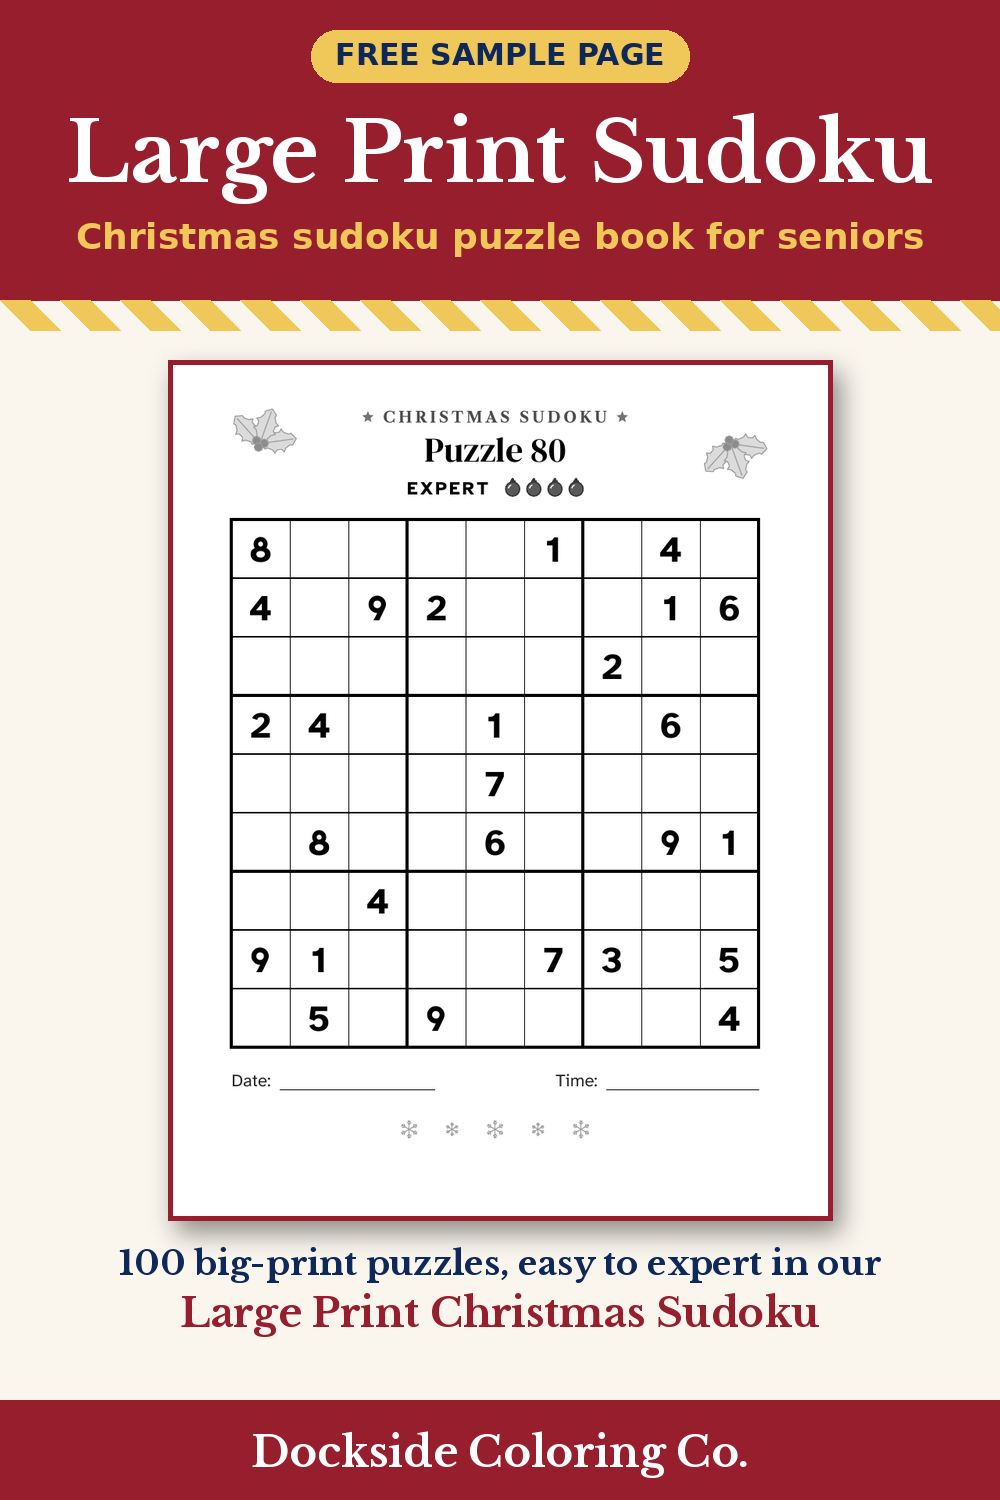 FREE SAMPLE PAGE
Large Print Sudoku
Christmas sudoku puzzle book for seniors
★ CHRISTMAS SUDOKU ★
Puzzle 80
EXPERT
8 1 4
4 9 2 1 6
2
2 4 1 6
7
8 6 9 1
4
9 1 7 3 5
5 9 4
Date: ____________ Time: ____________
100 big-print puzzles, easy to expert in our
Large Print Christmas Sudoku
Dockside Coloring Co.